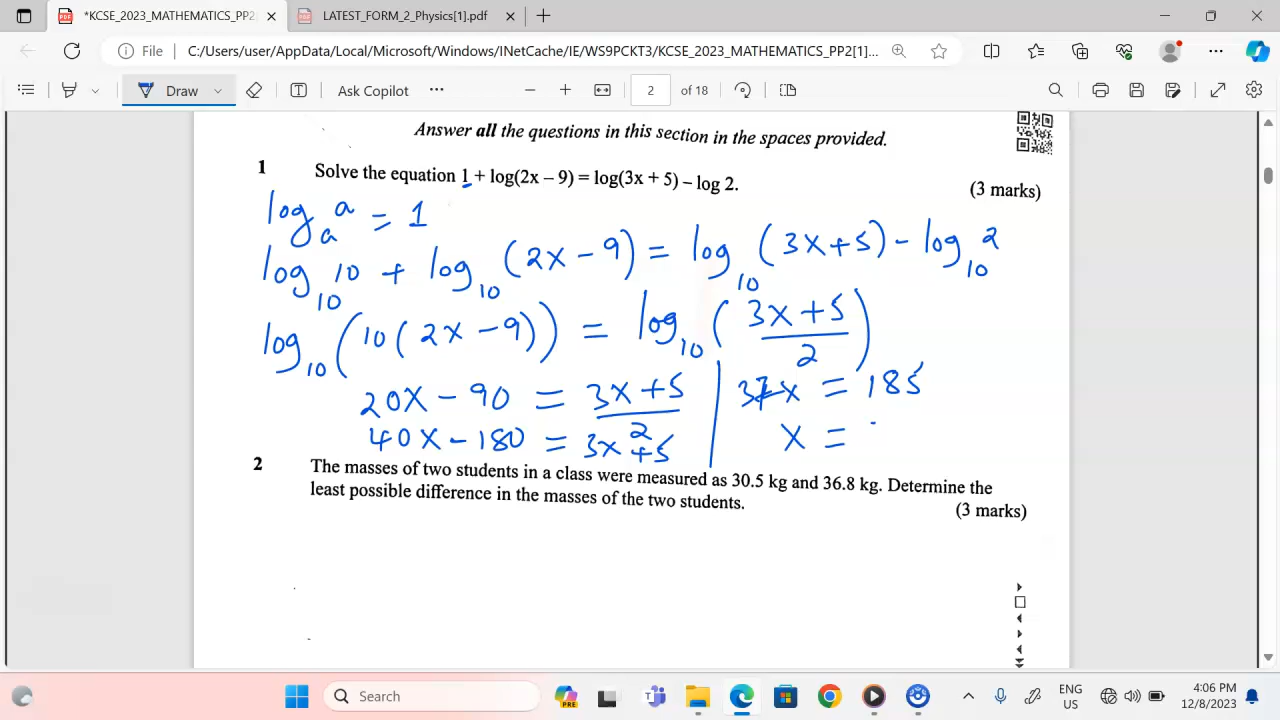 *KCSE_2023_MATHEMATICS_PP2
LATEST_FORM_2_Physics[1].pdf
File C:/Users/user/AppData/Local/Microsoft/Windows/INetCache/IE/WS9PCKT3/KCSE_2023_MATHEMATICS_PP2[1]...
Draw Ask Copilot 2 of 18
Answer all the questions in this section in the spaces provided.
1 Solve the equation 1 + log(2x – 9) = log(3x + 5) – log 2. (3 marks)
log_a a = 1
log_10 10 + log_10 (2x - 9) = log_10 (3x+5) - log_10 2
log_10 (10(2x - 9)) = log_10 ((3x+5)/2)
20x - 90 = (3x+5)/2
40x - 180 = 3x+5
37x = 185
x =
2 The masses of two students in a class were measured as 30.5 kg and 36.8 kg. Determine the
least possible difference in the masses of the two students. (3 marks)
Search
PRE
ENG
US
4:06 PM
12/8/2023